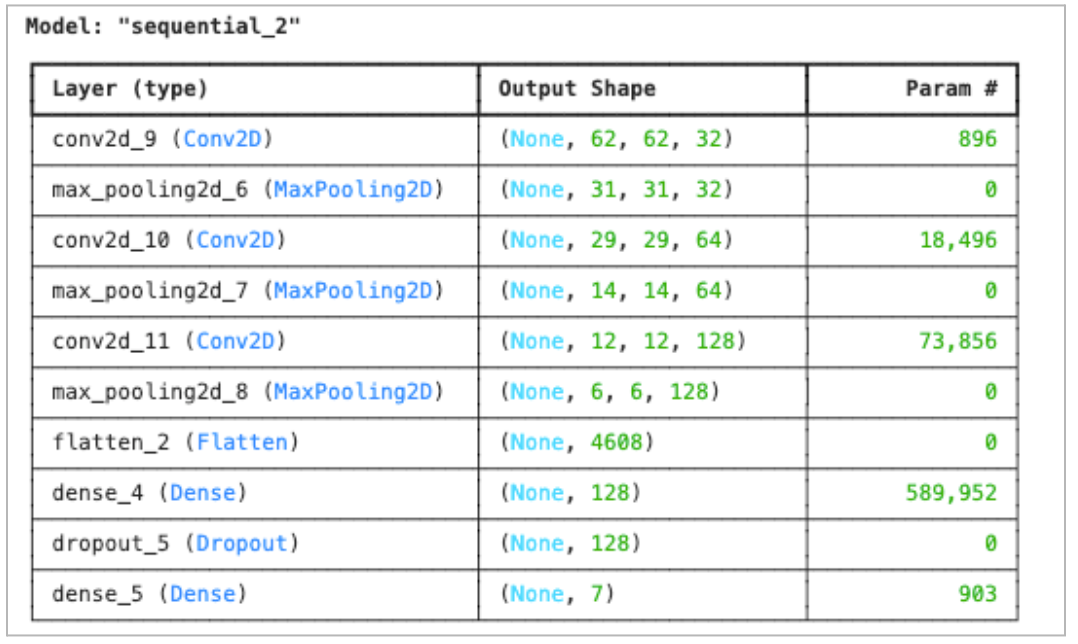 Model: "sequential_2"
Layer (type) Output Shape Param #
conv2d_9 (Conv2D) (None, 62, 62, 32) 896
max_pooling2d_6 (MaxPooling2D) (None, 31, 31, 32) 0
conv2d_10 (Conv2D) (None, 29, 29, 64) 18,496
max_pooling2d_7 (MaxPooling2D) (None, 14, 14, 64) 0
conv2d_11 (Conv2D) (None, 12, 12, 128) 73,856
max_pooling2d_8 (MaxPooling2D) (None, 6, 6, 128) 0
flatten_2 (Flatten) (None, 4608) 0
dense_4 (Dense) (None, 128) 589,952
dropout_5 (Dropout) (None, 128) 0
dense_5 (Dense) (None, 7) 903